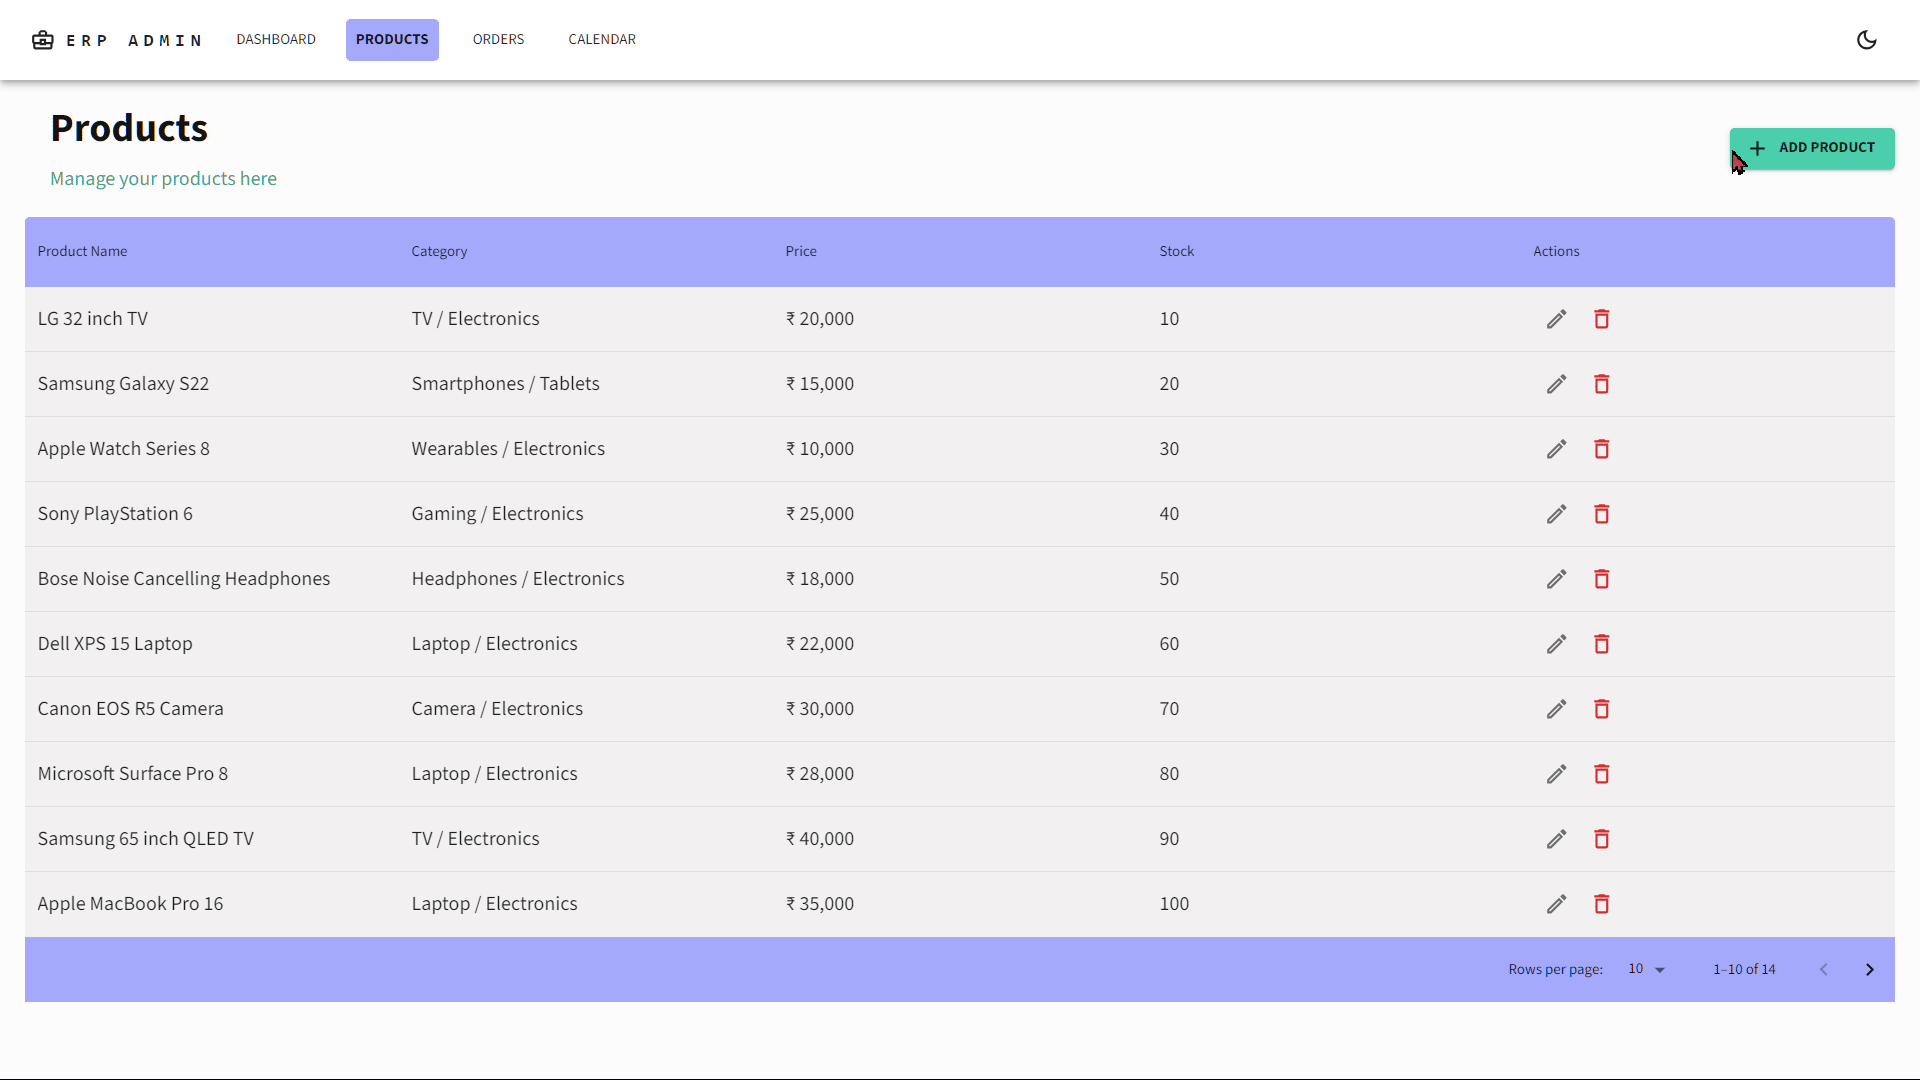 ERP ADMIN DASHBOARD PRODUCTS ORDERS CALENDAR
Products
ADD PRODUCT
Manage your products here
Product Name Category Price Stock Actions
LG 32 inch TV TV / Electronics ₹ 20,000 10
Samsung Galaxy S22 Smartphones / Tablets ₹ 15,000 20
Apple Watch Series 8 Wearables / Electronics ₹ 10,000 30
Sony PlayStation 6 Gaming / Electronics ₹ 25,000 40
Bose Noise Cancelling Headphones Headphones / Electronics ₹ 18,000 50
Dell XPS 15 Laptop Laptop / Electronics ₹ 22,000 60
Canon EOS R5 Camera Camera / Electronics ₹ 30,000 70
Microsoft Surface Pro 8 Laptop / Electronics ₹ 28,000 80
Samsung 65 inch QLED TV TV / Electronics ₹ 40,000 90
Apple MacBook Pro 16 Laptop / Electronics ₹ 35,000 100
Rows per page: 10 1–10 of 14